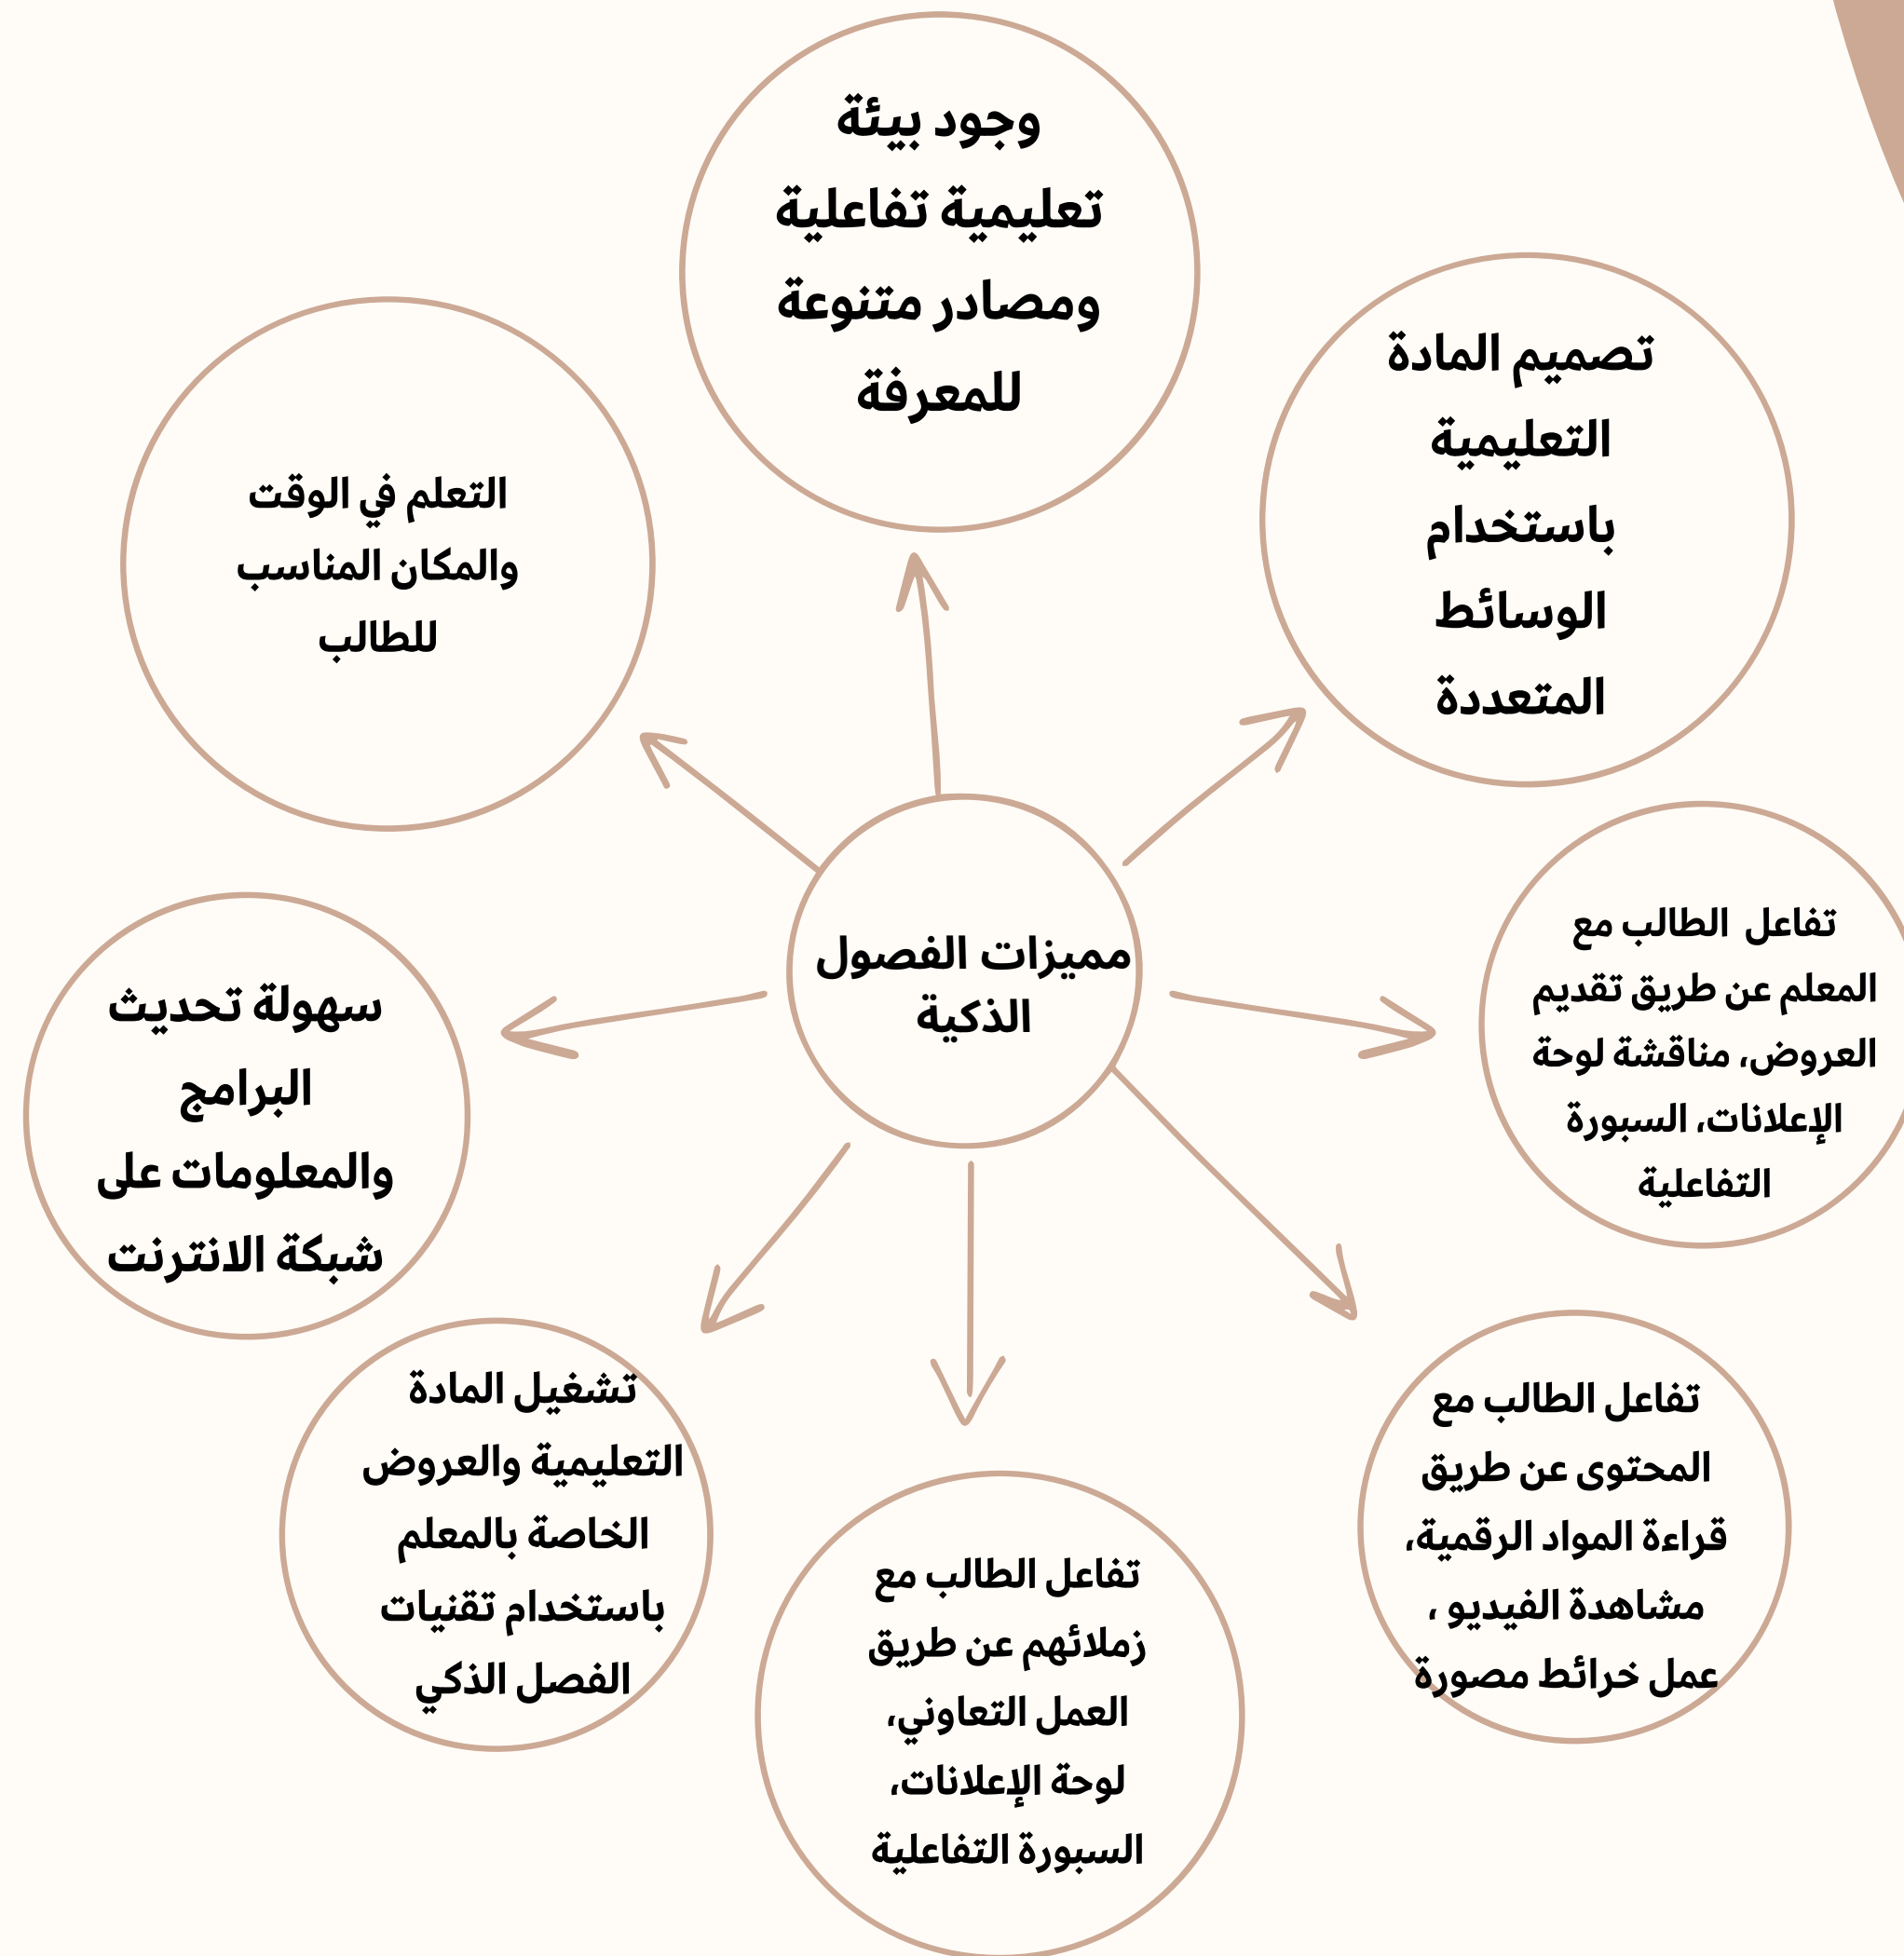 وجود بيئة
تعليمية تفاعلية
ومصادر متنوعة
للمعرفة
تصميم المادة
التعليمية
باستخدام
الوسائط
المتعددة
التعلم في الوقت
والمكان المناسب
للطالب
مميزات الفصول
الذكية
تفاعل الطالب مع
المعلم عن طريق تقديم
العروض، مناقشة لوحة
الإعلانات، السبورة
التفاعلية
سهولة تحديث
البرامج
والمعلومات على
شبكة الانترنت
تفاعل الطالب مع
المحتوى عن طريق
قراءة المواد الرقمية،
مشاهدة الفيديو ،
عمل خرائط مصورة
تشغيل المادة
التعليمية والعروض
الخاصة بالمعلم
باستخدام تقنيات
الفصل الذكي
تفاعل الطالب مع
زملائهم عن طريق
العمل التعاوني،
لوحة الإعلانات،
السبورة التفاعلية